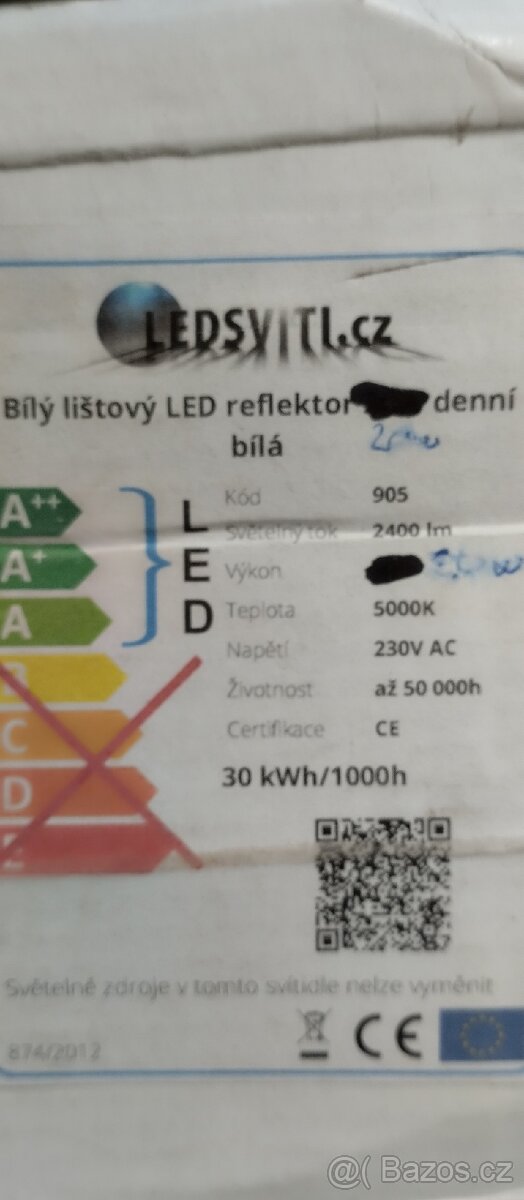 LEDSVITI.cz
Bílý lištový LED reflektor denní
bílá
A++
A+
A
B
C
D
E
LED
Kód 905
Světelný tok 2400 lm
Výkon
Teplota 5000K
Napětí 230V AC
Životnost až 50 000h
Certifikace CE
30 kWh/1000h
Světelné zdroje v tomto svítidle nelze vyměnit
874/2012
CE
@( Bazos.cz